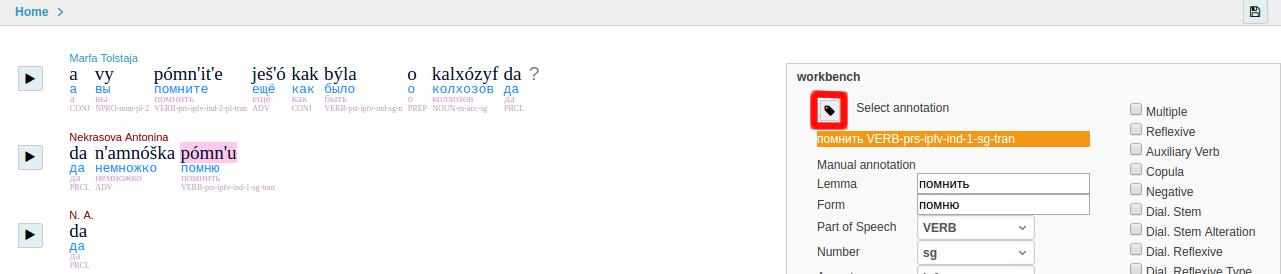 Home >
Marfa Tolstaja
a vy pómn'it'e ješ'ó kak býla o kalxózyf da ?
а вы помните ещё как было о колхозов да
а вы помнить ещё как быть о колхозов да
CONJ NPRO-nom-pl-2 VERB-prs-ipfv-ind-2-pl-tran ADV CONJ VERB-pst-ipfv-ind-sg-n PREP NOUN-m-acc-sg PRCL
Nekrasova Antonina
da n'amnóška pómn'u
да немножко помню
да немножко помнить
PRCL ADV VERB-prs-ipfv-ind-1-sg-tran
N. A.
da
да
да
PRCL
workbench
Select annotation
помнить VERB-prs-ipfv-ind-1-sg-tran
Manual annotation
Lemma помнить
Form помню
Part of Speech VERB
Number sg
Multiple
Reflexive
Auxiliary Verb
Copula
Negative
Dial. Stem
Dial. Stem Alteration
Dial. Reflexive
Dial. Reflexive Type